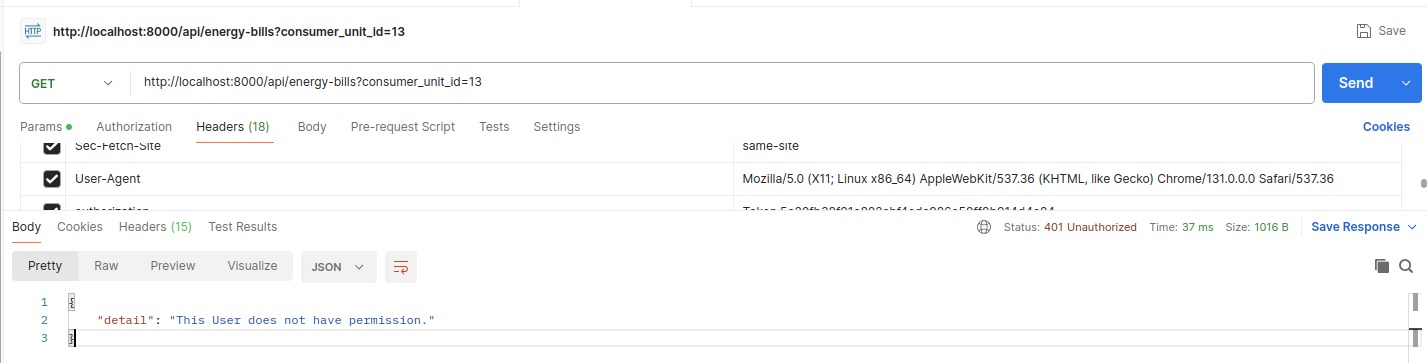 HTTP http://localhost:8000/api/energy-bills?consumer_unit_id=13 Save
GET http://localhost:8000/api/energy-bills?consumer_unit_id=13 Send
Params Authorization Headers (18) Body Pre-request Script Tests Settings Cookies
Sec-Fetch-Site same-site
User-Agent Mozilla/5.0 (X11; Linux x86_64) AppleWebKit/537.36 (KHTML, like Gecko) Chrome/131.0.0.0 Safari/537.36
authorization Token
Body Cookies Headers (15) Test Results Status: 401 Unauthorized Time: 37 ms Size: 1016 B Save Response
Pretty Raw Preview Visualize JSON
1 {
2 "detail": "This User does not have permission."
3 }